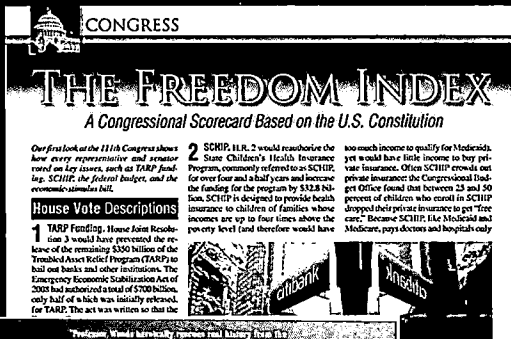 CONGRESS
THE FREEDOM INDEX
A Congressional Scorecard Based on the U.S. Constitution
Our first look at the 111th Congress shows
how every representative and senator
voted on key issues, such as TARP fund-
ing, SCHIP, the federal budget, and the
economic-stimulus bill.
House Vote Descriptions
1 TARP Funding. House Joint Resolu-
tion 3 would have prevented the re-
lease of the remaining $350 billion of the
Troubled Asset Relief Program (TARP) to
bail out banks and other institutions. The
Emergency Economic Stabilization Act of
2008 had authorized a total of $700 billion,
only half of which was initially released,
for TARP. The act was written so that the
2 SCHIP. H.R. 2 would reauthorize the
State Children's Health Insurance
Program, commonly referred to as SCHIP,
for over four and a half years and increase
the funding for the program by $32.8 bil-
lion. SCHIP is designed to provide health
insurance to children of families whose
incomes are up to four times above the
poverty level (and therefore would have
too much income to qualify for Medicaid),
yet would have little income to buy pri-
vate insurance. Often SCHIP crowds out
private insurance: the Congressional Bud-
get Office found that between 25 and 50
percent of children who enroll in SCHIP
dropped their private insurance to get "free
care." Because SCHIP, like Medicaid and
Medicare, pays doctors and hospitals only
citibank
citibank
real history from the